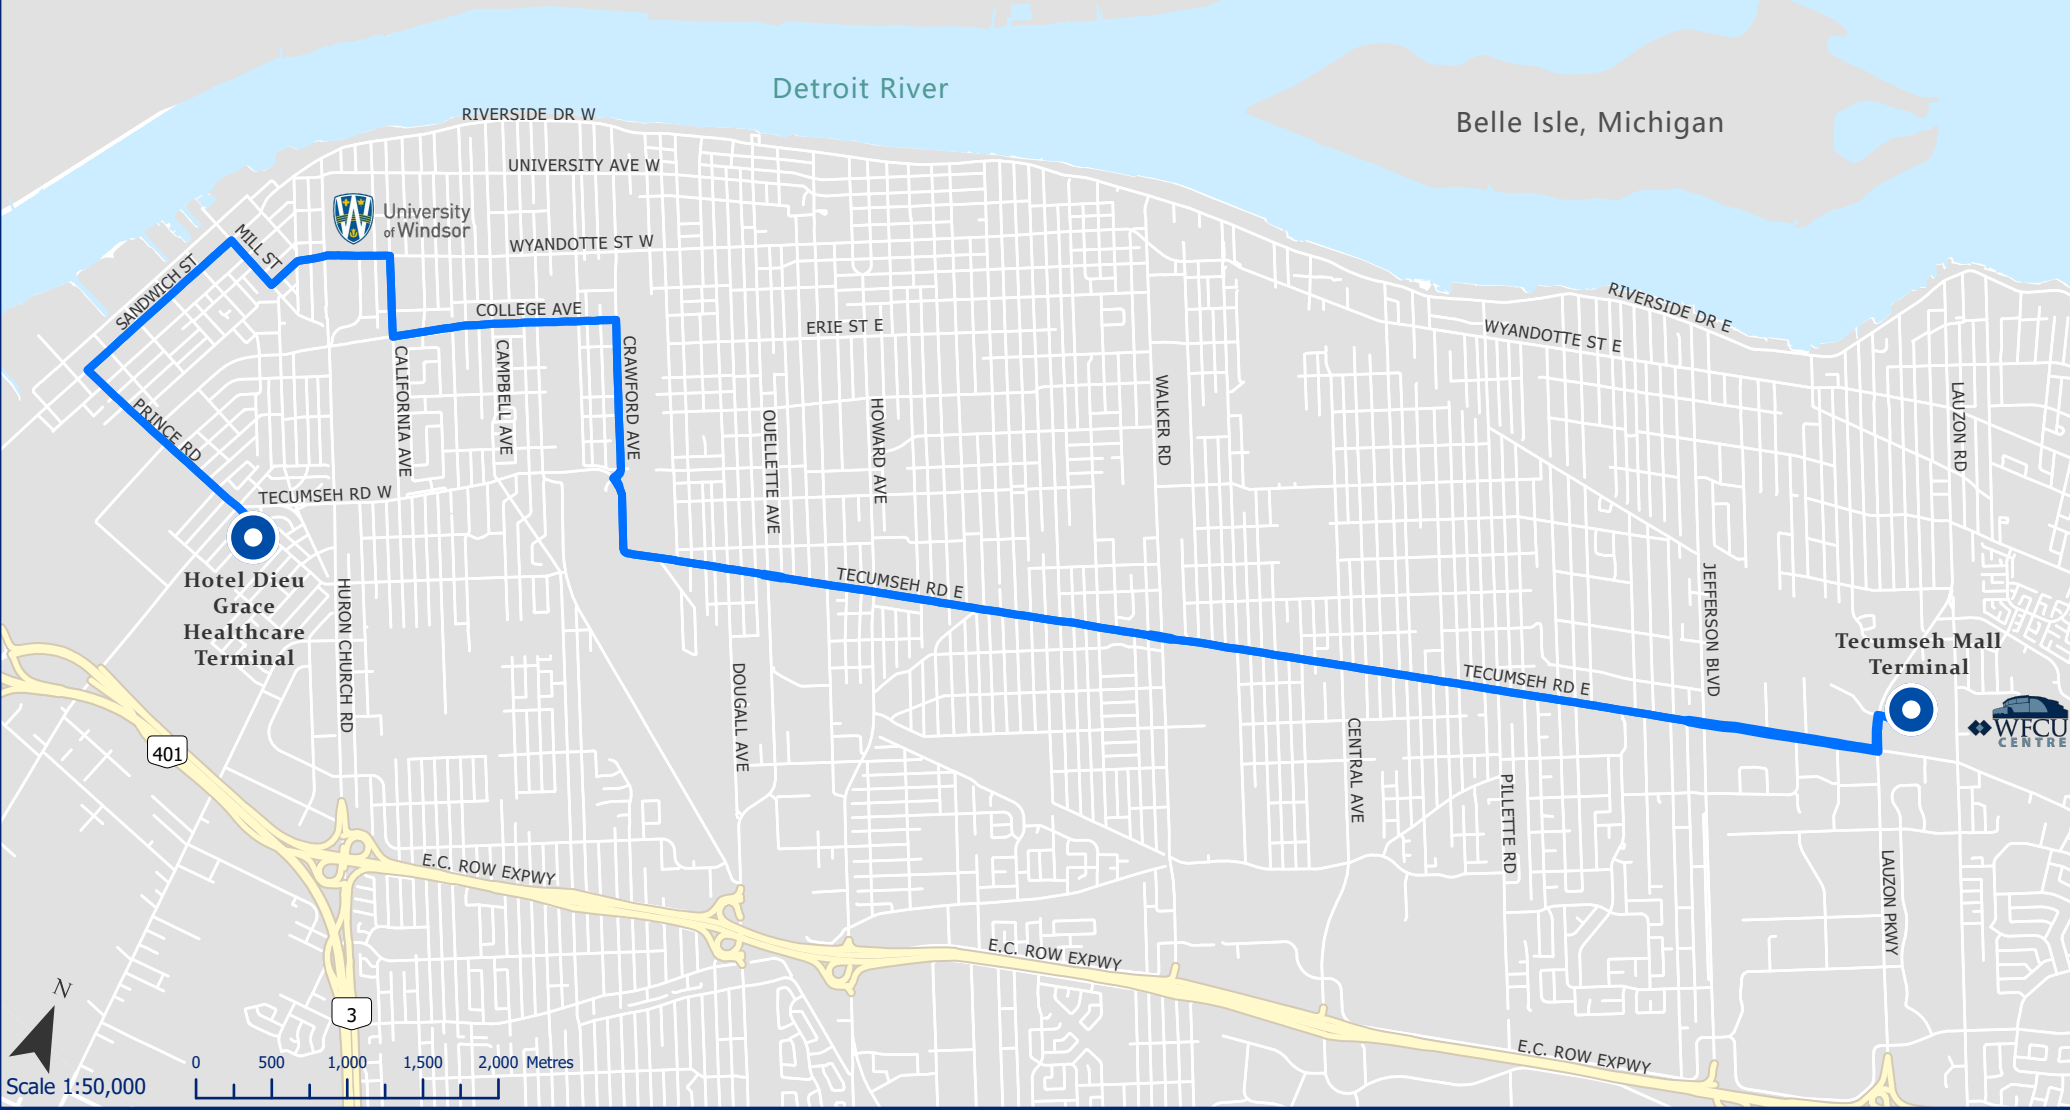 Detroit River
Belle Isle, Michigan
RIVERSIDE DR W
UNIVERSITY AVE W
University
of Windsor
WYANDOTTE ST W
MILL ST
SANDWICH ST
COLLEGE AVE
ERIE ST E
RIVERSIDE DR E
WYANDOTTE ST E
CALIFORNIA AVE
CAMPBELL AVE
CRAWFORD AVE
OUELLETTE AVE
HOWARD AVE
WALKER RD
LAUZON RD
PRINCE RD
TECUMSEH RD W
Hotel Dieu
Grace
Healthcare
Terminal
HURON CHURCH RD
TECUMSEH RD E
TECUMSEH RD E
JEFFERSON BLVD
Tecumseh Mall
Terminal
WFCU
CENTRE
DOUGAL AVE
CENTRAL AVE
PILLETTE RD
LAUZON PKWY
401
E.C. ROW EXPWY
E.C. ROW EXPWY
E.C. ROW EXPWY
3
N
0 500 1,000 1,500 2,000 Metres
Scale 1:50,000